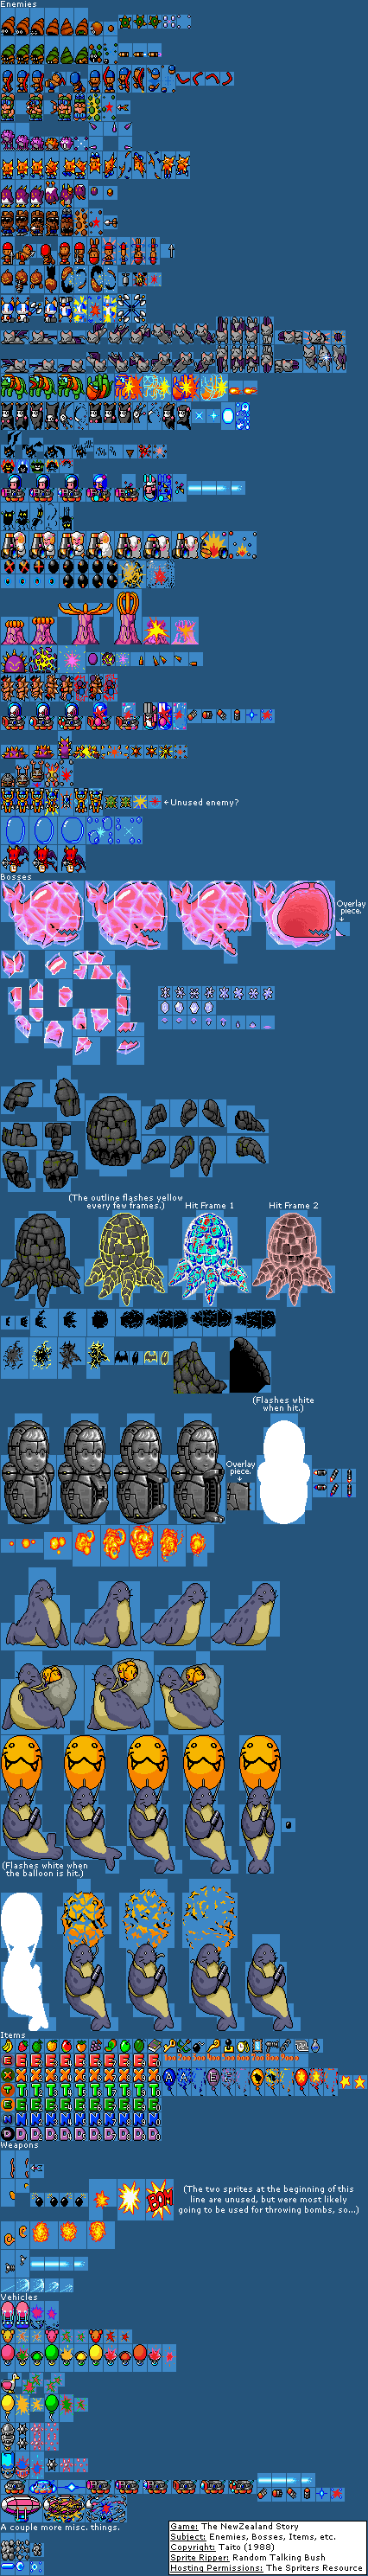 Enemies
←Unused enemy?
Bosses
Overlay
piece.
↓
(The outline flashes yellow
every few frames.)
Hit Frame 1
Hit Frame 2
(Flashes white
when hit.)
Overlay
piece.
↓
(Flashes white when
the balloon is hit.)
Items
Weapons
BOM
(The two sprites at the beginning of this
line are unused, but were most likely
going to be used for throwing bombs, so...)
Vehicles
A couple more misc. things.
Game: The NewZealand Story
Subject: Enemies, Bosses, Items, etc.
Copyright: Taito (1988)
Sprite Ripper: Random Talking Bush
Hosting Permissions: The Spriters Resource